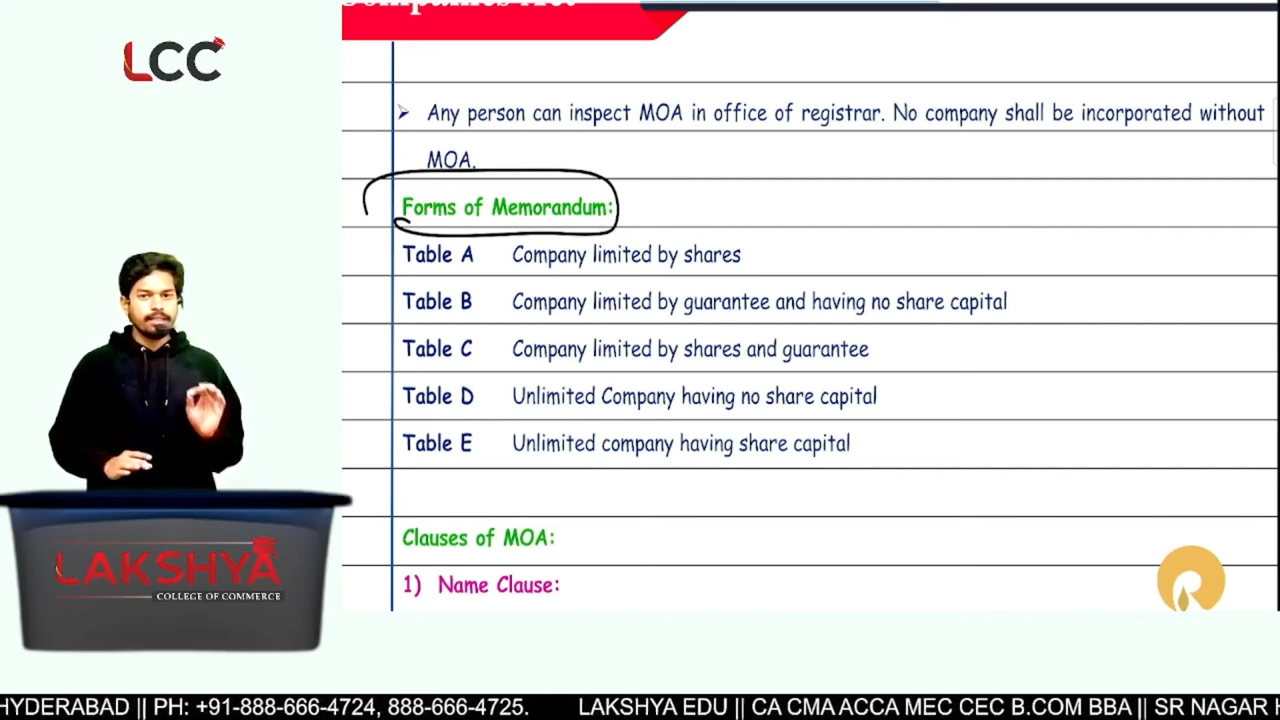 Companies Act
LCC
Any person can inspect MOA in office of registrar. No company shall be incorporated without
MOA.
Forms of Memorandum:
Table A Company limited by shares
Table B Company limited by guarantee and having no share capital
Table C Company limited by shares and guarantee
Table D Unlimited Company having no share capital
Table E Unlimited company having share capital
Clauses of MOA:
1) Name Clause:
LAKSHYA
COLLEGE OF COMMERCE
HYDERABAD || PH: +91-888-666-4724, 888-666-4725. LAKSHYA EDU || CA CMA ACCA MEC CEC B.COM BBA || SR NAGAR